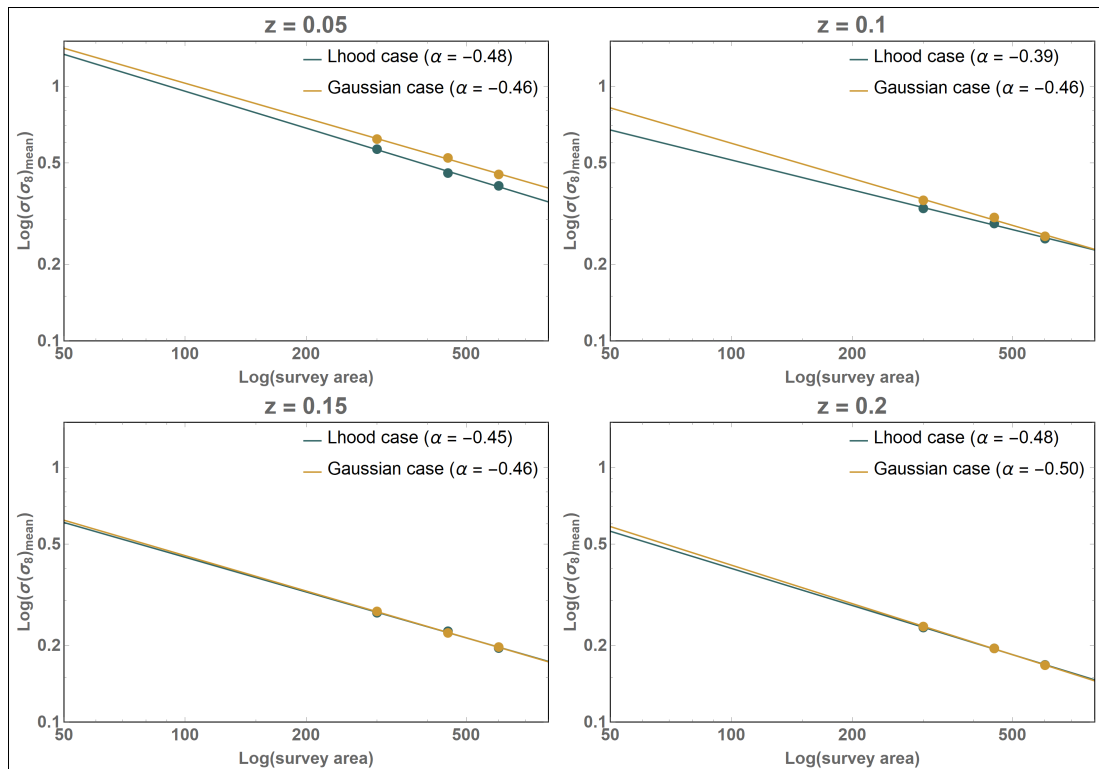 z = 0.05
Lhood case (α = −0.48)
Gaussian case (α = −0.46)
1
0.5
0.2
0.1
50
100
200
500
Log(σ(σ₈)mean)
Log(survey area)
z = 0.1
Lhood case (α = −0.39)
Gaussian case (α = −0.46)
1
0.5
0.2
0.1
50
100
200
500
Log(σ(σ₈)mean)
Log(survey area)
z = 0.15
Lhood case (α = −0.45)
Gaussian case (α = −0.46)
1
0.5
0.2
0.1
50
100
200
500
Log(σ(σ₈)mean)
Log(survey area)
z = 0.2
Lhood case (α = −0.48)
Gaussian case (α = −0.50)
1
0.5
0.2
0.1
50
100
200
500
Log(σ(σ₈)mean)
Log(survey area)